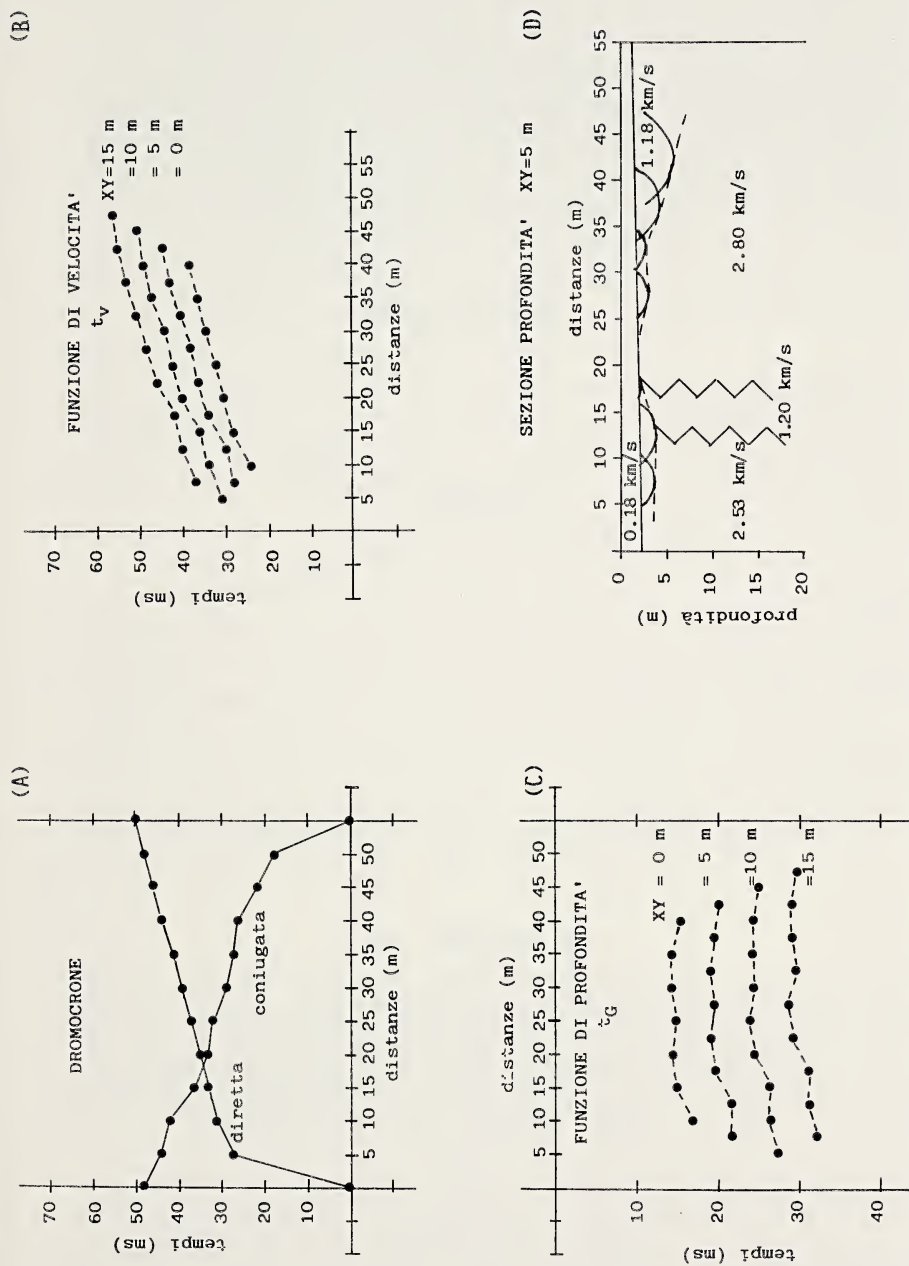 (A)
DROMOCRONE
70
60
50
40
30
20
10
tempi (ms)
diretta
coniugata
5 10 15 20 25 30 35 40 45 50
distanze (m)
(B)
FUNZIONE DI VELOCITA'
t_V
XY=15 m
=10 m
= 5 m
= 0 m
70
60
50
40
30
20
10
tempi (ms)
5 10 15 20 25 30 35 40 45 50 55
distanze (m)
(C)
distanze (m)
5 10 15 20 25 30 35 40 45 50
FUNZIONE DI PROFONDITA'
t_G
XY = 0 m
= 5 m
=10 m
=15 m
10
20
30
40
tempi (ms)
(D)
SEZIONE PROFONDITA' XY=5 m
distanze (m)
5 10 15 20 25 30 35 40 45 50 55
0
5
10
15
20
profondità (m)
0.18 km/s
1.18 km/s
2.53 km/s
1.20 km/s
2.80 km/s